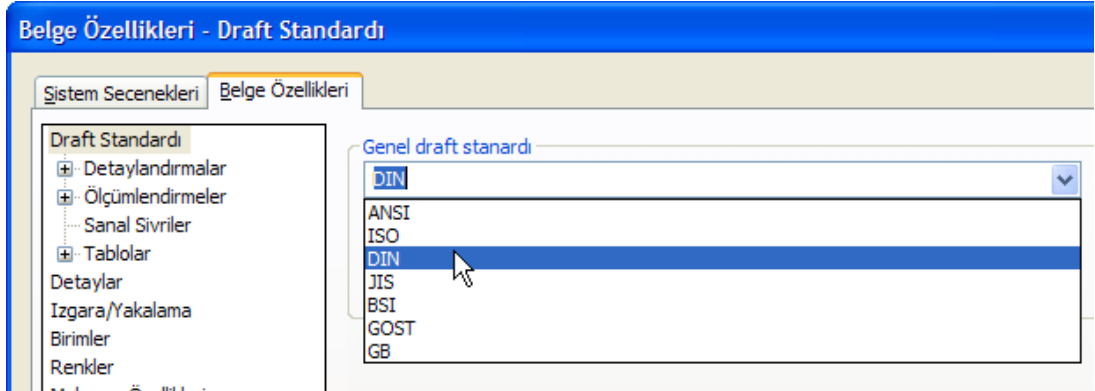 Belge Özellikleri - Draft Standardı
Sistem Secenekleri
Belge Özellikleri
Draft Standardı
Detaylandırmalar
Ölçümlendirmeler
Sanal Sivriler
Tablolar
Detaylar
Izgara/Yakalama
Birimler
Renkler
Genel draft stanardı
DIN
ANSI
ISO
DIN
JIS
BSI
GOST
GB